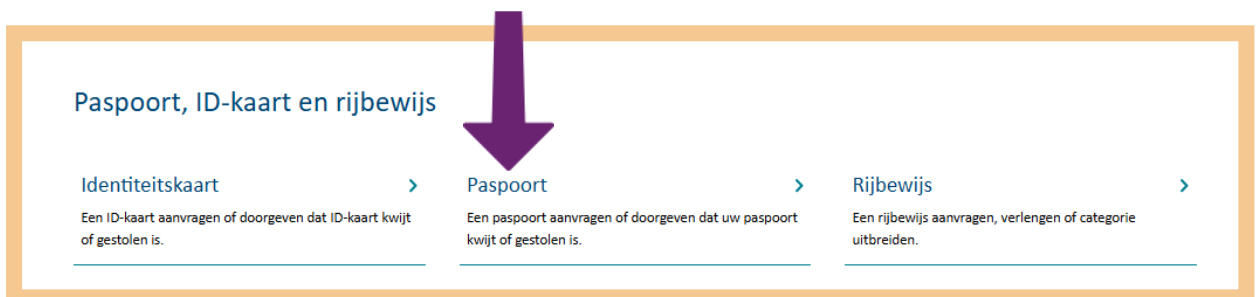 Paspoort, ID-kaart en rijbewijs
Identiteitskaart
Een ID-kaart aanvragen of doorgeven dat ID-kaart kwijt
of gestolen is.
Paspoort
Een paspoort aanvragen of doorgeven dat uw paspoort
kwijt of gestolen is.
Rijbewijs
Een rijbewijs aanvragen, verlengen of categorie
uitbreiden.